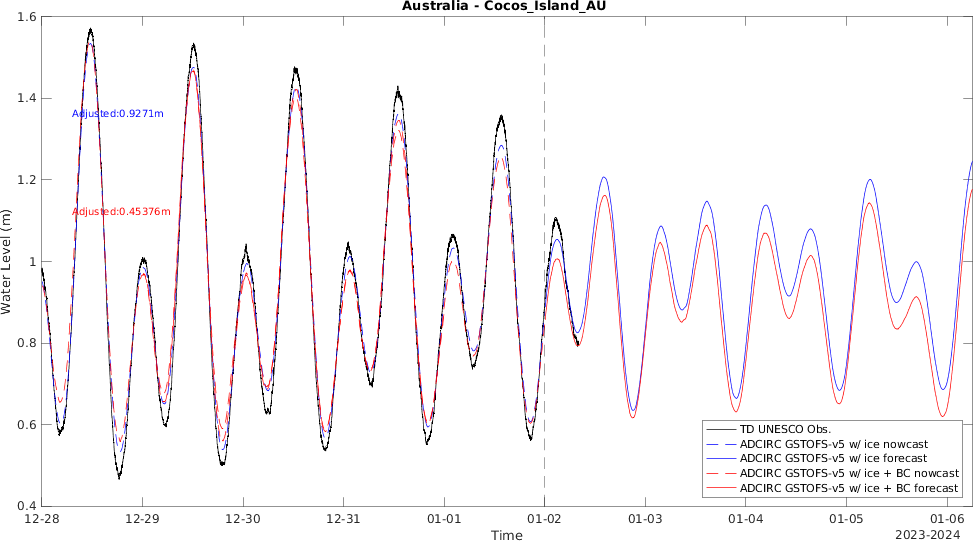 Australia - Cocos_Island_AU
1.6
1.4
1.2
1
0.8
0.6
0.4
Water Level (m)
Adjusted:0.9271m
Adjusted:0.45376m
TD UNESCO Obs.
ADCIRC GSTOFS-v5 w/ ice nowcast
ADCIRC GSTOFS-v5 w/ ice forecast
ADCIRC GSTOFS-v5 w/ ice + BC nowcast
ADCIRC GSTOFS-v5 w/ ice + BC forecast
12-28 12-29 12-30 12-31 01-01 01-02 01-03 01-04 01-05 01-06
Time
2023-2024